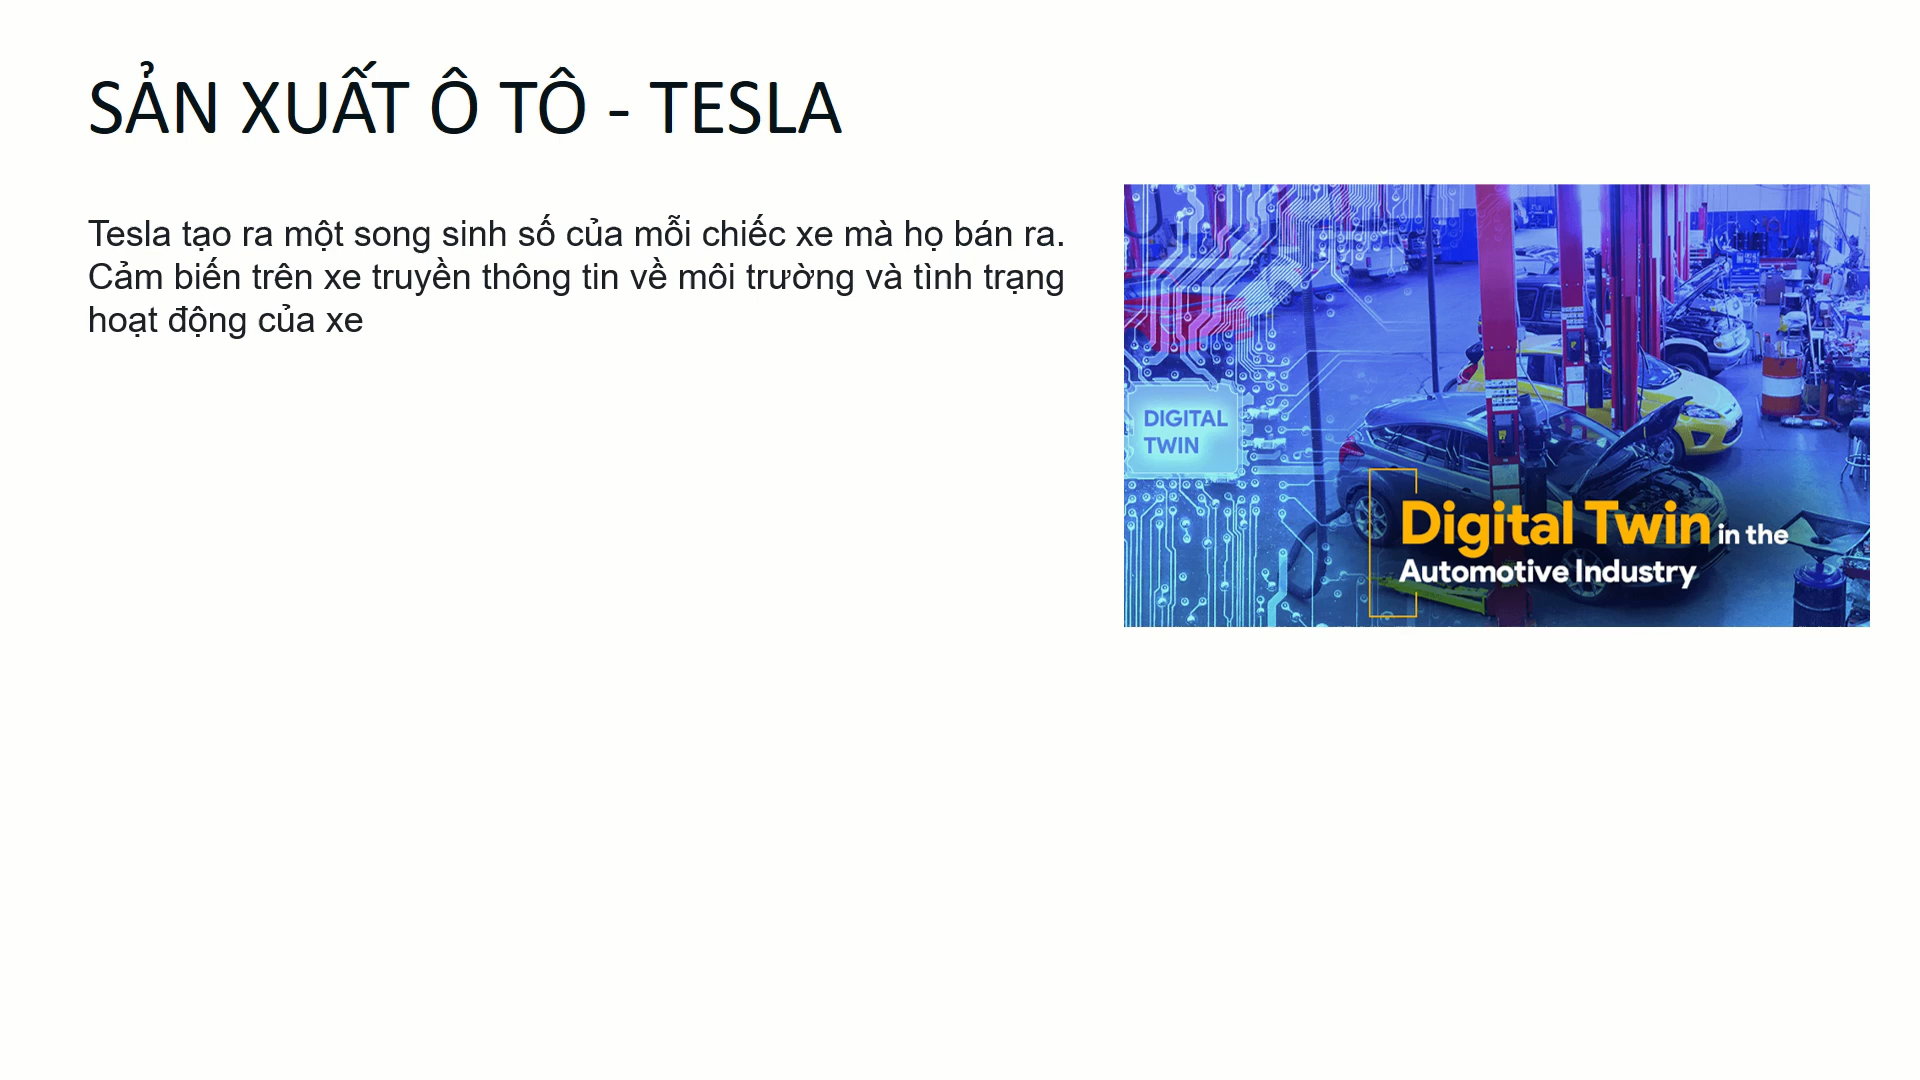 SẢN XUẤT Ô TÔ - TESLA
Tesla tạo ra một song sinh số của mỗi chiếc xe mà họ bán ra.
Cảm biến trên xe truyền thông tin về môi trường và tình trạng
hoạt động của xe
DIGITAL
TWIN
Digital Twin in the
Automotive Industry